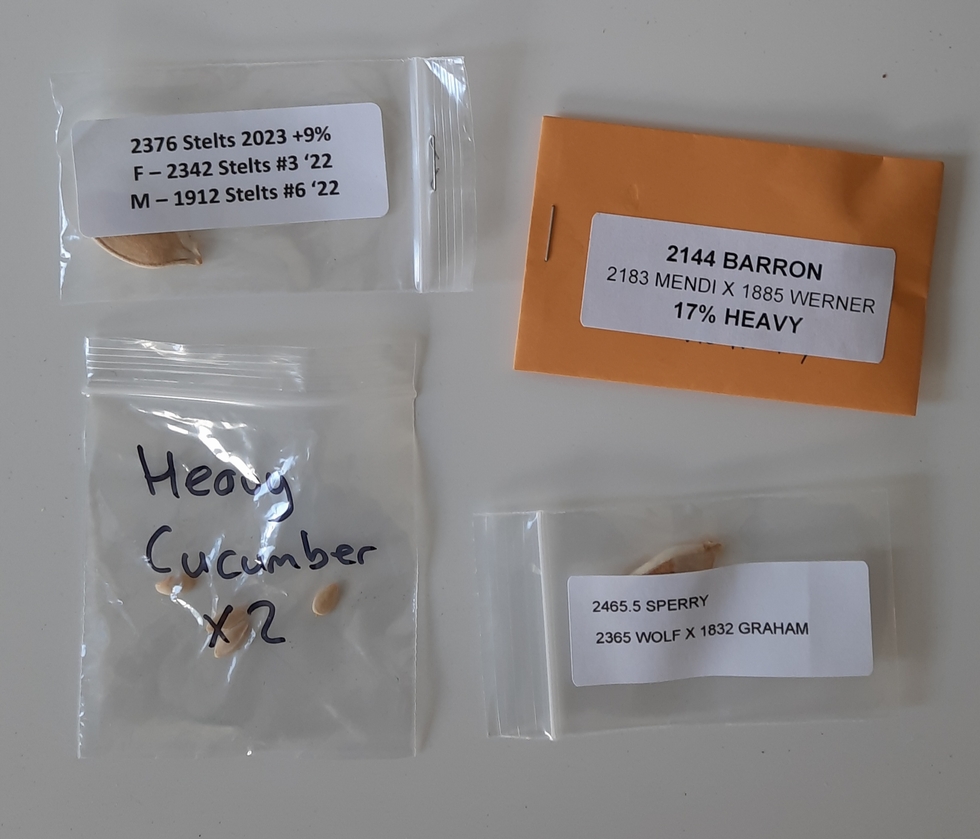 2376 Stelts 2023 +9%
F – 2342 Stelts #3 ‘22
M – 1912 Stelts #6 ‘22
2144 BARRON
2183 MENDI X 1885 WERNER
17% HEAVY
Heavy
Cucumber
x2
2465.5 SPERRY
2365 WOLF X 1832 GRAHAM